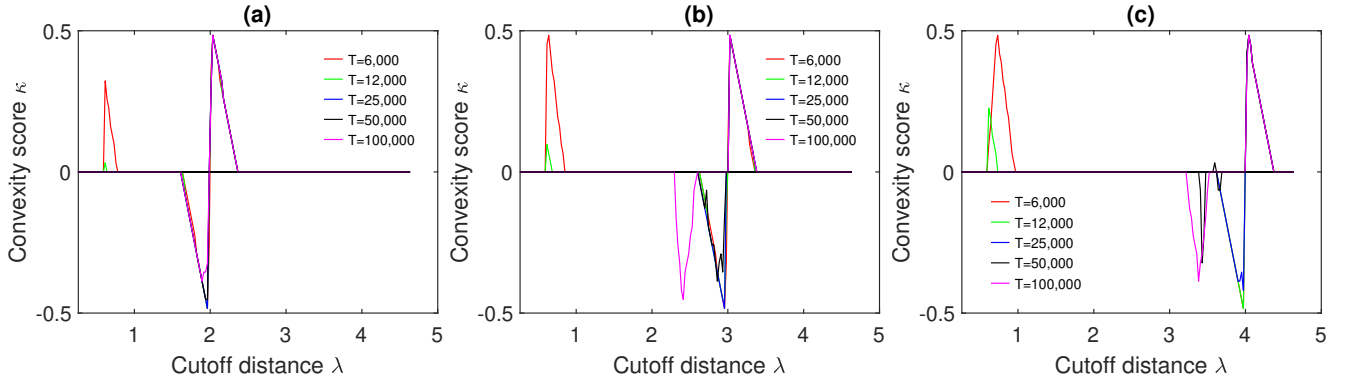 (a)
Convexity score κ
0.5
0
-0.5
T=6,000
T=12,000
T=25,000
T=50,000
T=100,000
1 2 3 4 5
Cutoff distance λ
(b)
Convexity score κ
0.5
0
-0.5
T=6,000
T=12,000
T=25,000
T=50,000
T=100,000
1 2 3 4 5
Cutoff distance λ
(c)
Convexity score κ
0.5
0
-0.5
T=6,000
T=12,000
T=25,000
T=50,000
T=100,000
1 2 3 4 5
Cutoff distance λ